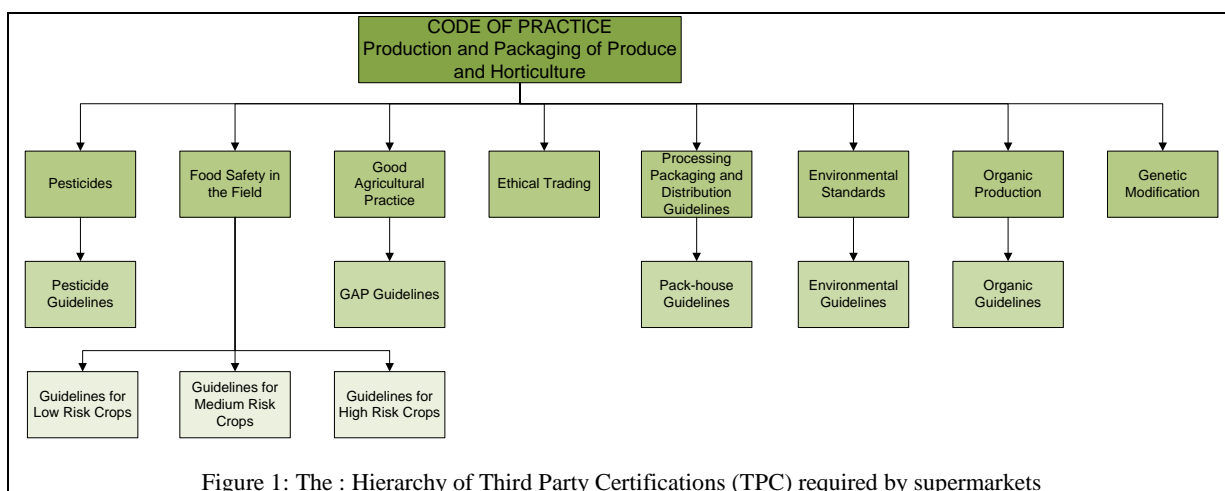 CODE OF PRACTICE
Production and Packaging of Produce
and Horticulture
Pesticides
Food Safety in
the Field
Good
Agricultural
Practice
Ethical Trading
Processing
Packaging and
Distribution
Guidelines
Environmental
Standards
Organic
Production
Genetic
Modification
Pesticide
Guidelines
GAP Guidelines
Pack-house
Guidelines
Environmental
Guidelines
Organic
Guidelines
Guidelines for
Low Risk Crops
Guidelines for
Medium Risk
Crops
Guidelines for
High Risk Crops
Figure 1: The : Hierarchy of Third Party Certifications (TPC) required by supermarkets